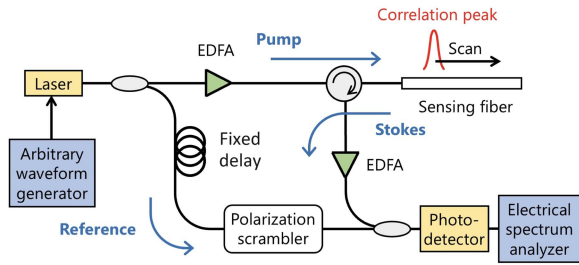 Correlation peak
EDFA
Pump
Scan
Laser
Sensing fiber
Stokes
Arbitrary
waveform
generator
Fixed
delay
EDFA
Reference
Polarization
scrambler
Photo-
detector
Electrical
spectrum
analyzer